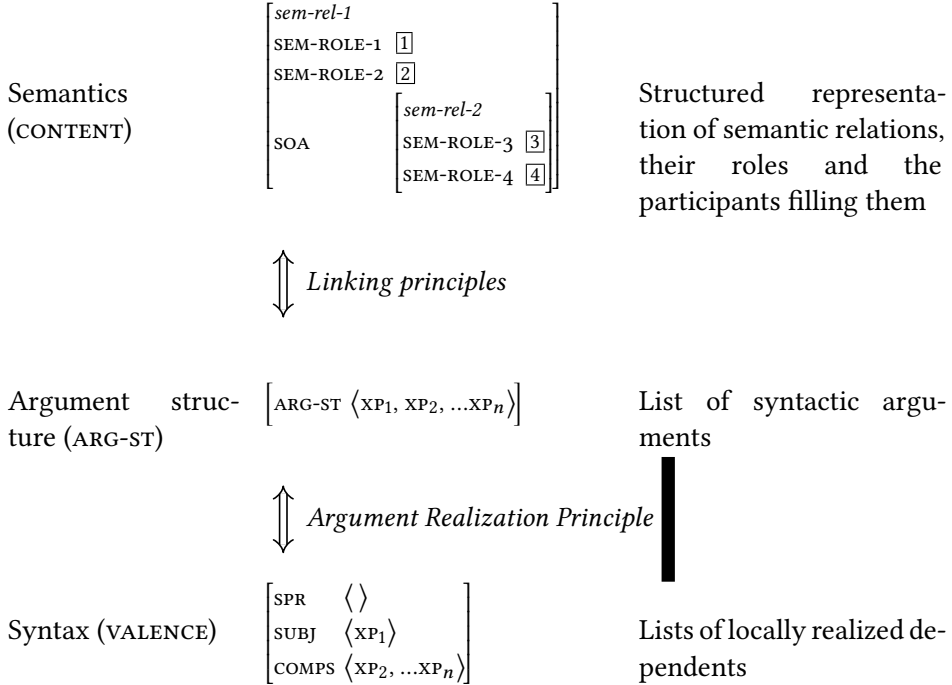 sem-rel-1
SEM-ROLE-1 1
SEM-ROLE-2 2
Semantics
(CONTENT)
SOA
sem-rel-2
SEM-ROLE-3 3
SEM-ROLE-4 4
Structured representa-
tion of semantic relations,
their roles and the
participants filling them
Linking principles
Argument struc-
ture (ARG-ST)
[ARG-ST ⟨XP1, XP2, ...XPn⟩]
List of syntactic argu-
ments
Argument Realization Principle
Syntax (VALENCE)
SPR ⟨ ⟩
SUBJ ⟨XP1⟩
COMPS ⟨XP2, ...XPn⟩
Lists of locally realized de-
pendents